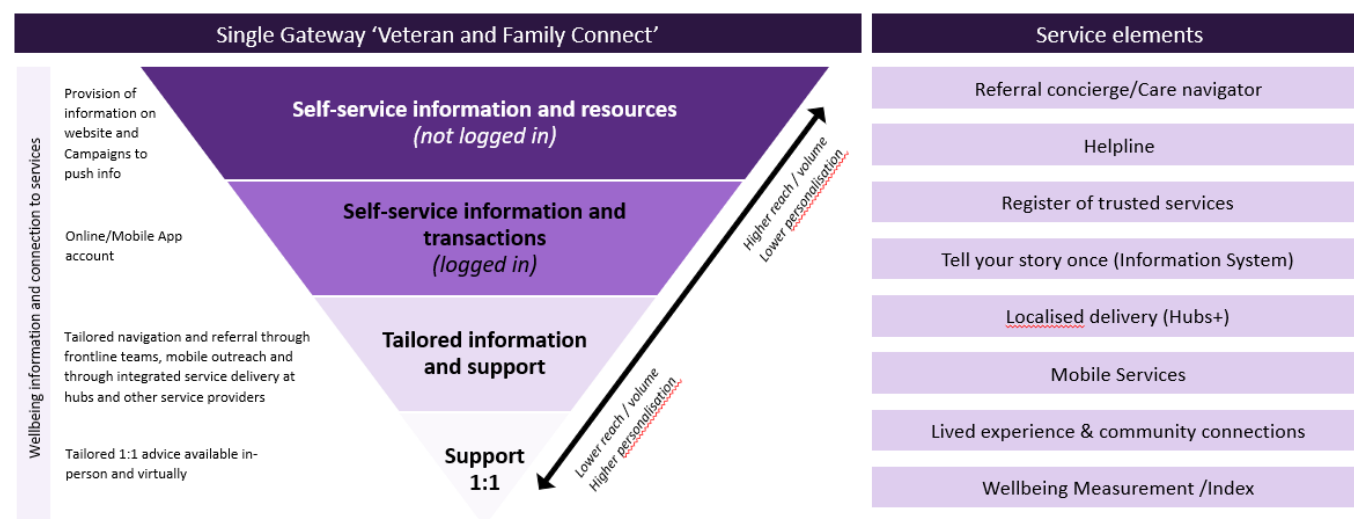 Single Gateway ‘Veteran and Family Connect’
Wellbeing information and connection to services
Provision of
information on
website and
Campaigns to
push info
Self-service information and resources
(not logged in)
Online/Mobile App
account
Self-service information and
transactions
(logged in)
Tailored navigation and referral through
frontline teams, mobile outreach and
through integrated service delivery at
hubs and other service providers
Tailored information
and support
Tailored 1:1 advice available in-
person and virtually
Support
1:1
Higher reach / volume
Lower personalisation
Lower reach / volume
Higher personalisation
Service elements
Referral concierge/Care navigator
Helpline
Register of trusted services
Tell your story once (Information System)
Localised delivery (Hubs+)
Mobile Services
Lived experience & community connections
Wellbeing Measurement /Index